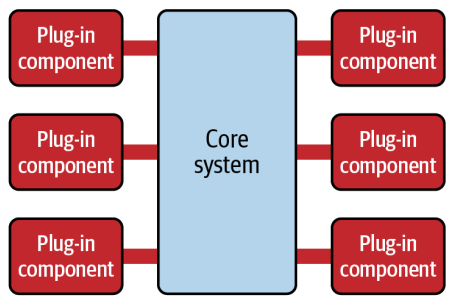 Plug-in
component
Plug-in
component
Core
system
Plug-in
component
Plug-in
component
Plug-in
component
Plug-in
component